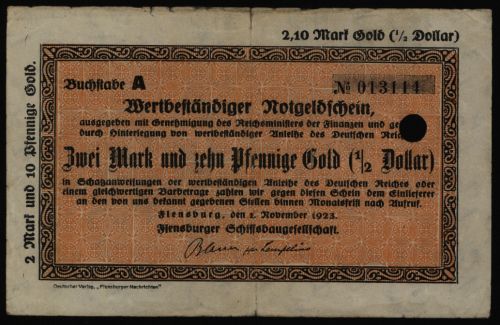 2,10 Mark Gold (1/2 Dollar)
Buchstabe A
№ 013114
Wertbeständiger Notgeldschein,
ausgegeben mit Genehmigung des Reichsministers der Finanzen und
durch Hinterlegung von wertbeständiger Anleihe des Deutschen
Zwei Mark und zehn Pfennige Gold (1/2 Dollar)
in Schatzanweisungen der wertbeständigen Anleihe des Deutschen Reiches oder
einem gleichwertigen Barbetrage zahlen wir gegen diesen Schein dem Einlieferer
an den von uns bekannt gegebenen Stellen binnen Monatsfrist nach Aufruf.
Flensburg, den 1. November 1923.
Flensburger Schiffsbaugesellschaft.
Deutscher Verlag, „Flensburger Nachrichten"
2 Mark und 10 Pfennige Gold.